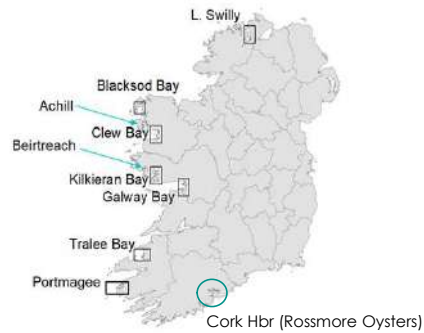 L. Swilly
Blacksod Bay
Achill
Clew Bay
Beirtreach
Kilkieran Bay
Galway Bay
Tralee Bay
Portmagee
Cork Hbr (Rossmore Oysters)